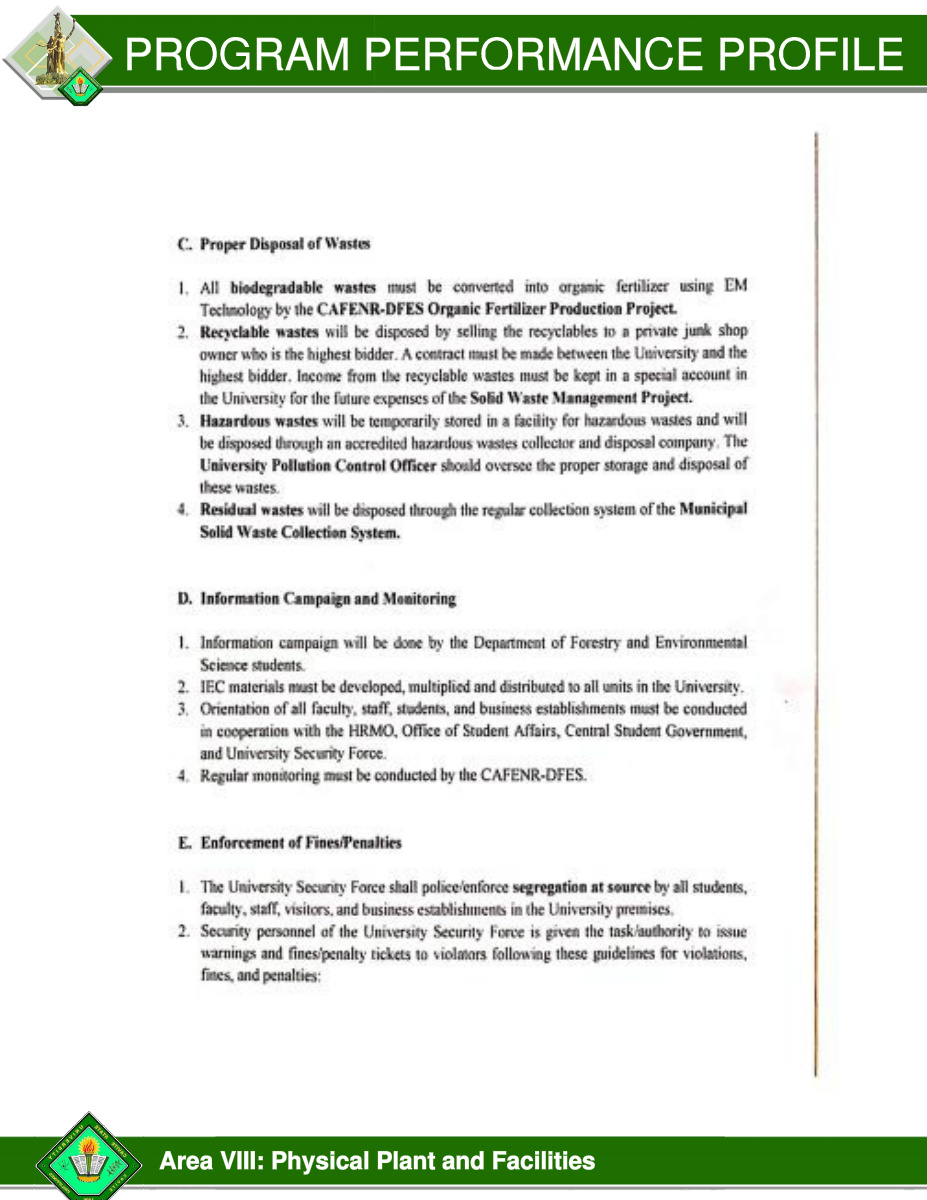 PROGRAM PERFORMANCE PROFILE
C. Proper Disposal of Wastes
1. All biodegradable wastes must be converted into organic fertilizer using EM
Technology by the CAFENR-DFES Organic Fertilizer Production Project.
2. Recyclable wastes will be disposed by selling the recyclables to a private junk shop
owner who is the highest bidder. A contract must be made between the University and the
highest bidder. Income from the recyclable wastes must be kept in a special account in
the University for the future expenses of the Solid Waste Management Project.
3. Hazardous wastes will be temporarily stored in a facility for hazardous wastes and will
be disposed through an accredited hazardous wastes collector and disposal company. The
University Pollution Control Officer should oversee the proper storage and disposal of
these wastes.
4. Residual wastes will be disposed through the regular collection system of the Municipal
Solid Waste Collection System.
D. Information Campaign and Monitoring
1. Information campaign will be done by the Department of Forestry and Environmental
Science students.
2. IEC materials must be developed, multiplied and distributed to all units in the University.
3. Orientation of all faculty, staff, students, and business establishments must be conducted
in cooperation with the HRMO, Office of Student Affairs, Central Student Government,
and University Security Force.
4. Regular monitoring must be conducted by the CAFENR-DFES.
E. Enforcement of Fines/Penalties
1. The University Security Force shall police/enforce segregation at source by all students,
faculty, staff, visitors, and business establishments in the University premises.
2. Security personnel of the University Security Force is given the task/authority to issue
warnings and fines/penalty tickets to violators following these guidelines for violations,
fines, and penalties:
Area VIII: Physical Plant and Facilities